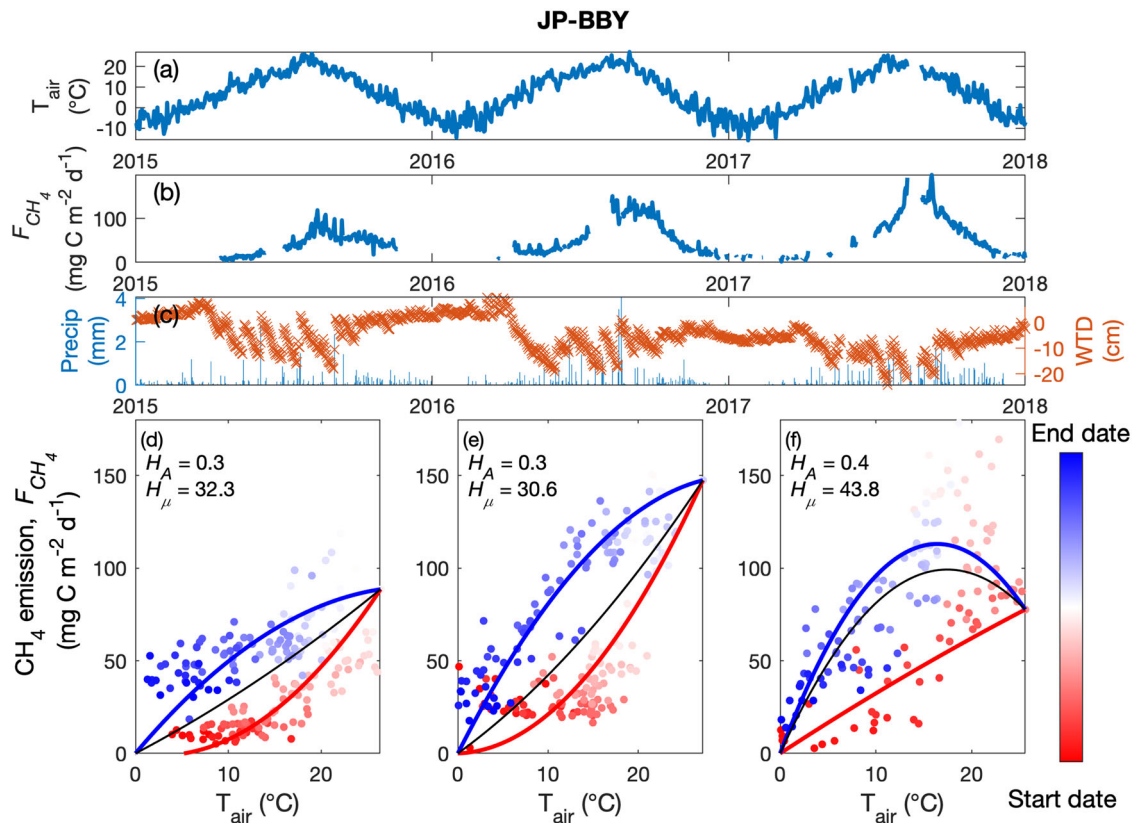 JP-BBY
(a)
T_air
(°C)
20
10
0
-10
2015 2016 2017 2018
(b)
F_CH₄
(mg C m⁻² d⁻¹)
100
0
2015 2016 2017 2018
(c)
Precip
(mm)
4
2
0
0
-10
-20
WTD
(cm)
2015 2016 2017 2018
CH₄ emission, F_CH₄
(mg C m⁻² d⁻¹)
(d)
H_A = 0.3
H_μ = 32.3
150
100
50
0
0 10 20
T_air (°C)
(e)
H_A = 0.3
H_μ = 30.6
150
100
50
0
0 10 20
T_air (°C)
(f)
H_A = 0.4
H_μ = 43.8
150
100
50
0
0 10 20
T_air (°C)
End date
Start date